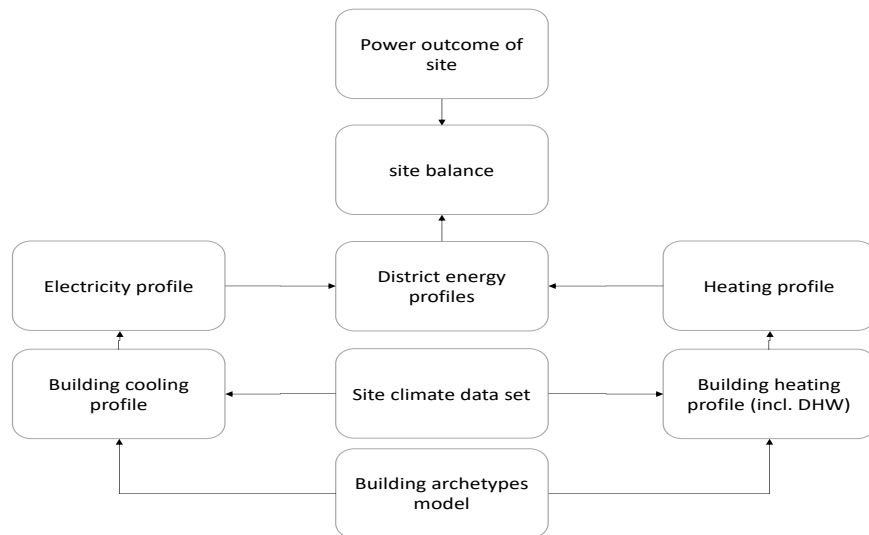 Power outcome of
site
site balance
Electricity profile
District energy
profiles
Heating profile
Building cooling
profile
Site climate data set
Building heating
profile (incl. DHW)
Building archetypes
model